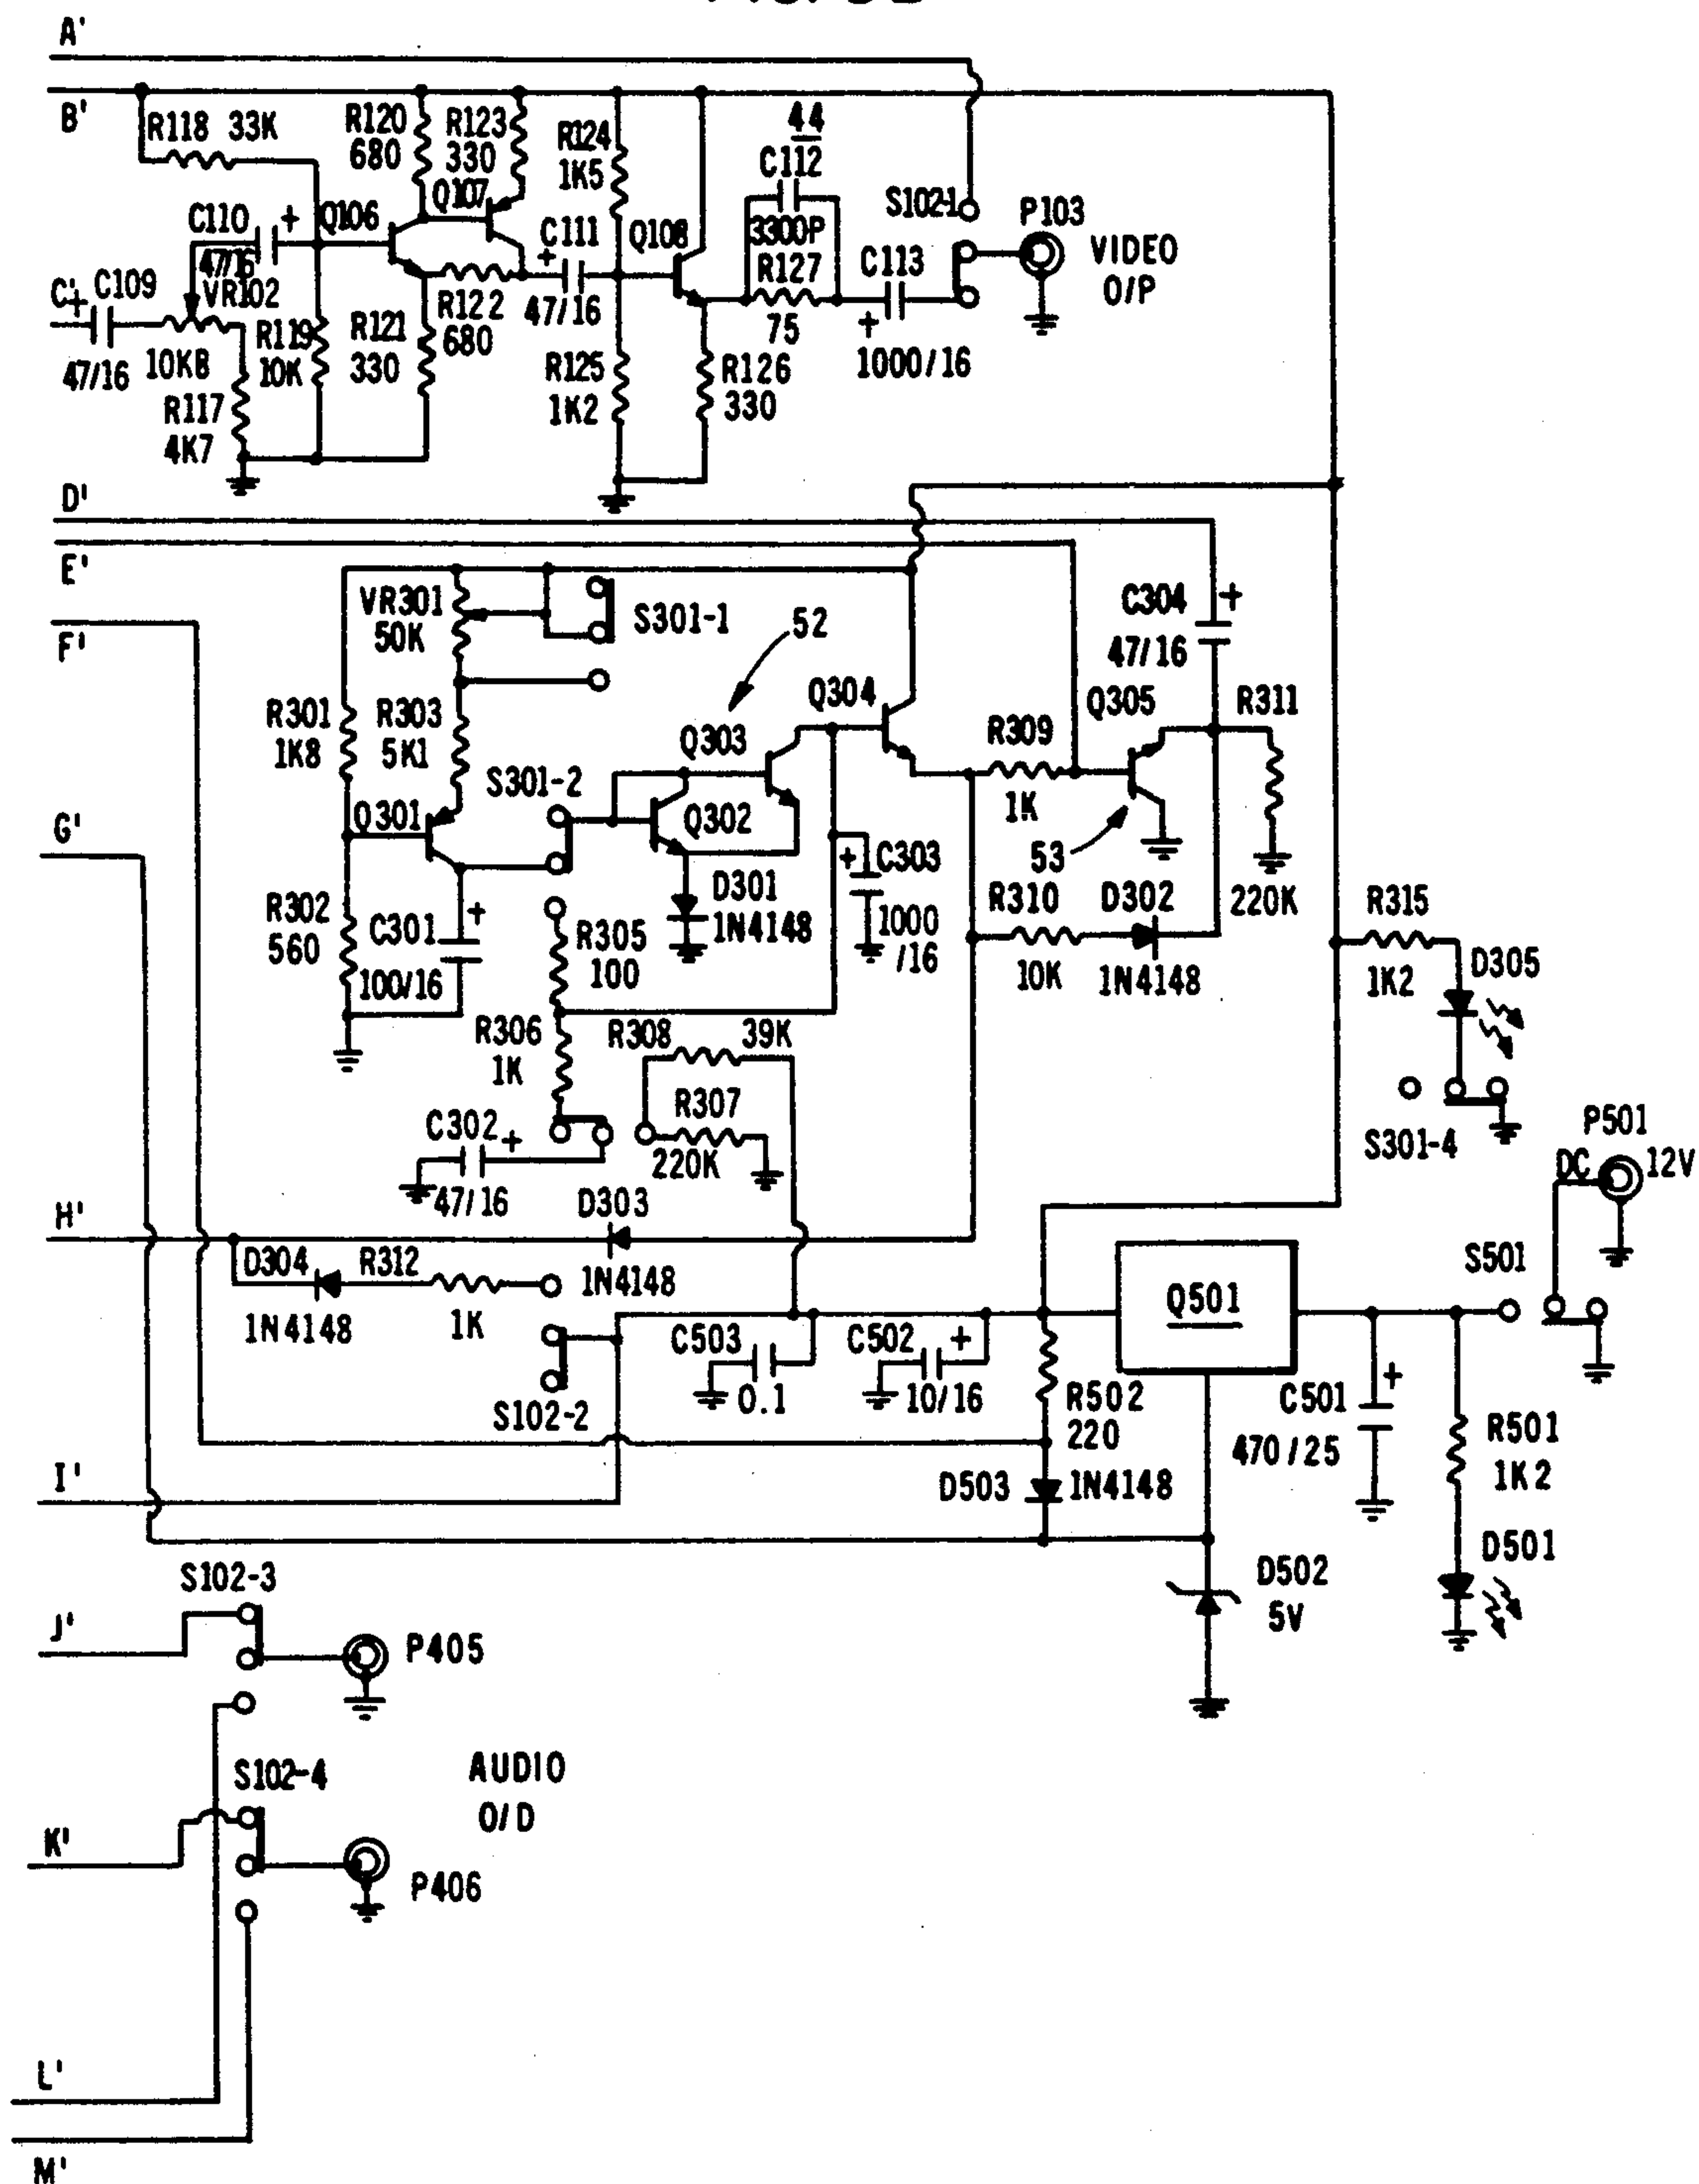 A'
B'
R118 33K
R120
680
R123
330
R124
1K5
44
C112
3300P
R127
75
S102-1
P103
VIDEO
O/P
C110
47/16
+
Q106
Q107
C111
+
47/16
Q108
C113
+
1000/16
C'
+
C109
47/16
VR102
10KB
R117
4K7
R119
10K
R121
330
R122
680
R125
1K2
R126
330
D'
E'
F'
VR301
50K
S301-1
52
C304
+
47/16
R301
1K8
R303
5K1
Q304
Q305
R311
220K
Q303
R309
1K
S301-2
Q301
Q302
53
G'
C303
+
1000
/16
D301
1N4148
R310
10K
D302
1N4148
R302
560
C301
+
100/16
R305
100
R315
1K2
D305
R306
1K
R308
39K
R307
220K
C302
+
47/16
S301-4
P501
DC
12V
H'
D303
1N4148
D304
1N4148
R312
1K
S501
Q501
C503
0.1
C502
+
10/16
S102-2
R502
220
C501
+
470/25
R501
1K2
I'
D503
1N4148
D501
D502
5V
S102-3
J'
P405
S102-4
AUDIO
O/D
K'
P406
L'
M'